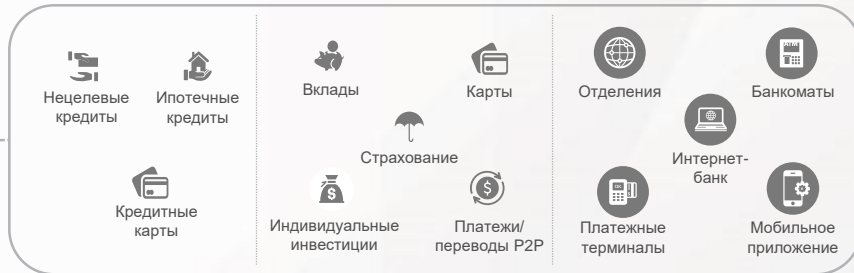 Нецелевые
кредиты
Ипотечные
кредиты
Кредитные
карты
Вклады
Карты
Страхование
Индивидуальные
инвестиции
Платежи/
переводы P2P
Отделения
ATM
Банкоматы
Интернет-
банк
Платежные
терминалы
Мобильное
приложение